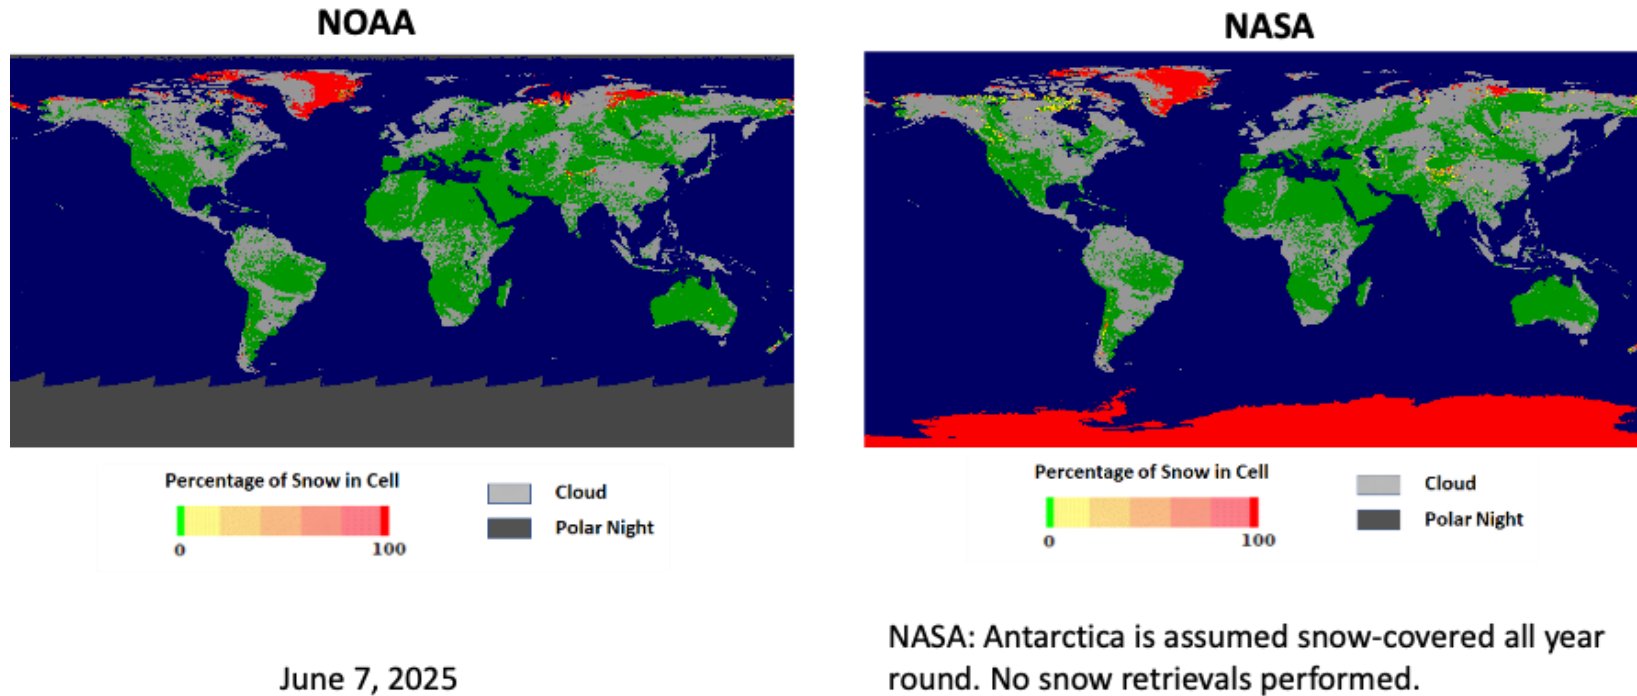 NOAA
NASA
Percentage of Snow in Cell
0
100
Cloud
Polar Night
Percentage of Snow in Cell
0
100
Cloud
Polar Night
June 7, 2025
NASA: Antarctica is assumed snow-covered all year
round. No snow retrievals performed.